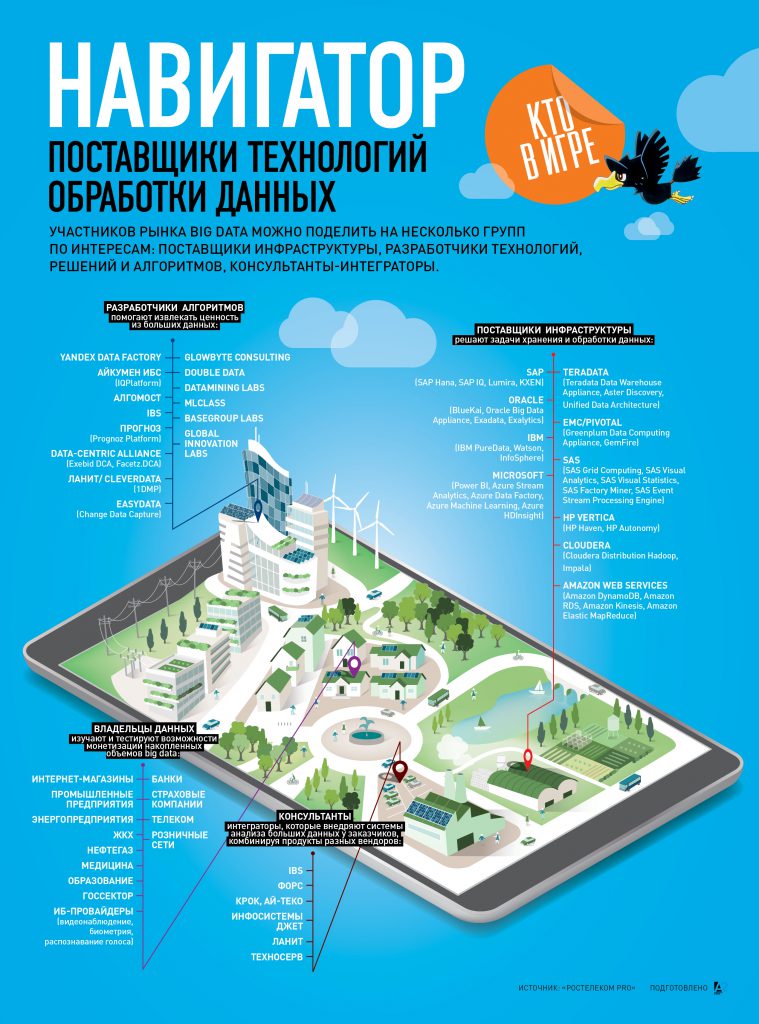 НАВИГАТОР
ПОСТАВЩИКИ ТЕХНОЛОГИЙ
ОБРАБОТКИ ДАННЫХ
КТО
В ИГРЕ
УЧАСТНИКОВ РЫНКА BIG DATA МОЖНО ПОДЕЛИТЬ НА НЕСКОЛЬКО ГРУПП
ПО ИНТЕРЕСАМ: ПОСТАВЩИКИ ИНФРАСТРУКТУРЫ, РАЗРАБОТЧИКИ ТЕХНОЛОГИЙ,
РЕШЕНИЙ И АЛГОРИТМОВ, КОНСУЛЬТАНТЫ-ИНТЕГРАТОРЫ.
РАЗРАБОТЧИКИ АЛГОРИТМОВ
помогают извлекать ценность
из больших данных:
YANDEX DATA FACTORY
АЙКУМЕН ИБС
(IQPlatform)
АЛГОМОСТ
IBS
ПРОГНОЗ
(Prognoz Platform)
DATA-CENTRIC ALLIANCE
(Exebid DCA, Facetz.DCA)
ЛАНИТ/ CLEVERDATA
(1DMP)
EASYDATA
(Change Data Capture)
GLOWBYTE CONSULTING
DOUBLE DATA
DATAMINING LABS
MLCLASS
BASEGROUP LABS
GLOBAL
INNOVATION
LABS
ПОСТАВЩИКИ ИНФРАСТРУКТУРЫ
решают задачи хранения и обработки данных:
SAP
(SAP Hana, SAP IQ, Lumira, KXEN)
ORACLE
(BlueKai, Oracle Big Data
Appliance, Exadata, Exalytics)
IBM
(IBM PureData, Watson,
InfoSphere)
MICROSOFT
(Power BI, Azure Stream
Analytics, Azure Data Factory,
Azure Machine Learning, Azure
HDInsight)
TERADATA
(Teradata Data Warehouse
Appliance, Aster Discovery,
Unified Data Architecture)
EMC/PIVOTAL
(Greenplum Data Computing
Appliance, GemFire)
SAS
(SAS Grid Computing, SAS Visual
Analytics, SAS Visual Statistics,
SAS Factory Miner, SAS Event
Stream Processing Engine)
HP VERTICA
(HP Haven, HP Autonomy)
CLOUDERA
(Cloudera Distribution Hadoop,
Impala)
AMAZON WEB SERVICES
(Amazon DynamoDB, Amazon
RDS, Amazon Kinesis, Amazon
Elastic MapReduce)
ВЛАДЕЛЬЦЫ ДАННЫХ
изучают и тестируют возможности
монетизации накопленных
объемов big data:
ИНТЕРНЕТ-МАГАЗИНЫ
ПРОМЫШЛЕННЫЕ
ПРЕДПРИЯТИЯ
ЭНЕРГОПРЕДПРИЯТИЯ
ЖКХ
НЕФТЕГАЗ
МЕДИЦИНА
ОБРАЗОВАНИЕ
ГОССЕКТОР
ИБ-ПРОВАЙДЕРЫ
(видеонаблюдение,
биометрия,
распознавание голоса)
БАНКИ
СТРАХОВЫЕ
КОМПАНИИ
ТЕЛЕКОМ
РОЗНИЧНЫЕ
СЕТИ
КОНСУЛЬТАНТЫ
интеграторы, которые внедряют системы
анализа больших данных у заказчиков,
комбинируя продукты разных вендоров:
IBS
ФОРС
КРОК, АЙ-ТЕКО
ИНФОСИСТЕМЫ
ДЖЕТ
ЛАНИТ
ТЕХНОСЕРВ
ИСТОЧНИК: «РОСТЕЛЕКОМ PRO» ПОДГОТОВЛЕНО